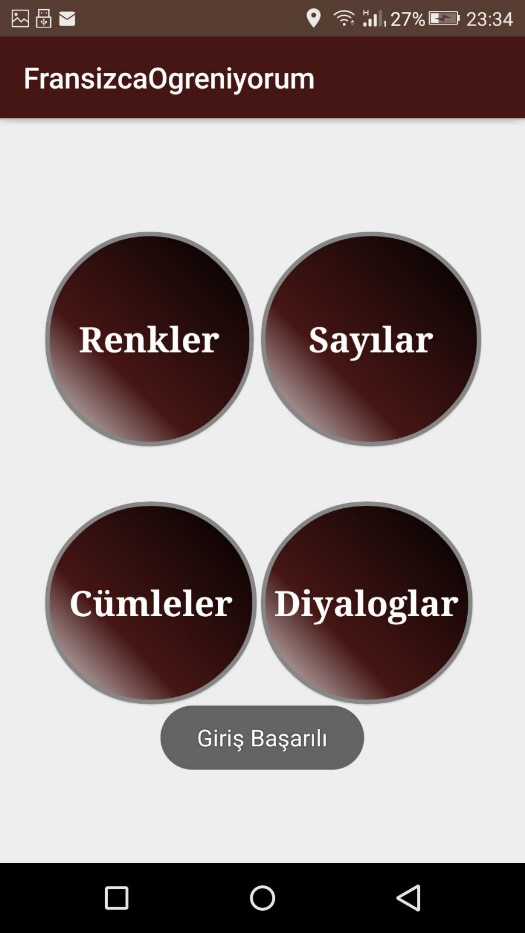 27% 23:34
FransizcaOgreniyorum
Renkler
Sayılar
Cümleler
Diyaloglar
Giriş Başarılı